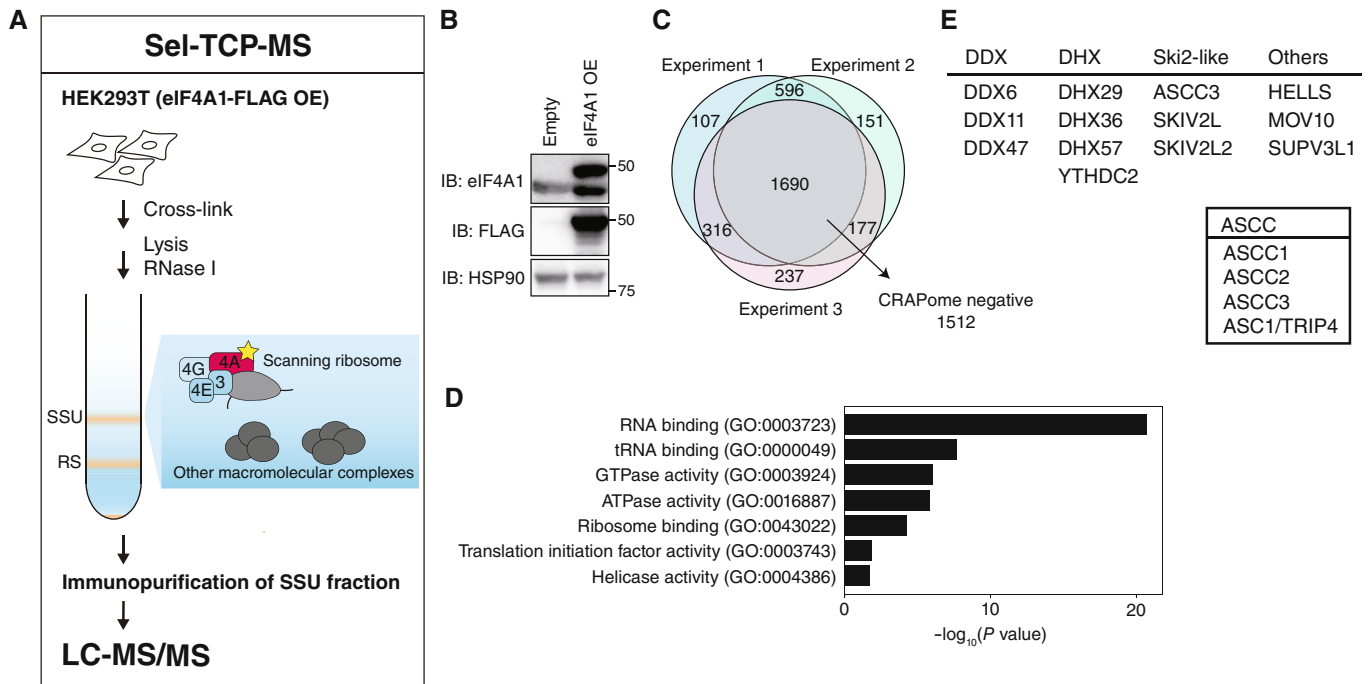 A
Sel-TCP-MS
HEK293T (eIF4A1-FLAG OE)
Cross-link
Lysis
RNase I
SSU
RS
4G
4A
4E
3
Scanning ribosome
Other macromolecular complexes
Immunopurification of SSU fraction
LC-MS/MS
B
Empty
eIF4A1 OE
IB: eIF4A1
50
IB: FLAG
50
IB: HSP90
75
C
Experiment 1
Experiment 2
596
107
151
1690
316
177
237
Experiment 3
CRAPome negative
1512
D
RNA binding (GO:0003723)
tRNA binding (GO:0000049)
GTPase activity (GO:0003924)
ATPase activity (GO:0016887)
Ribosome binding (GO:0043022)
Translation initiation factor activity (GO:0003743)
Helicase activity (GO:0004386)
0 10 20
−log10(P value)
E
DDX DHX Ski2-like Others
DDX6 DHX29 ASCC3 HELLS
DDX11 DHX36 SKIV2L MOV10
DDX47 DHX57 SKIV2L2 SUPV3L1
YTHDC2
ASCC
ASCC1
ASCC2
ASCC3
ASC1/TRIP4